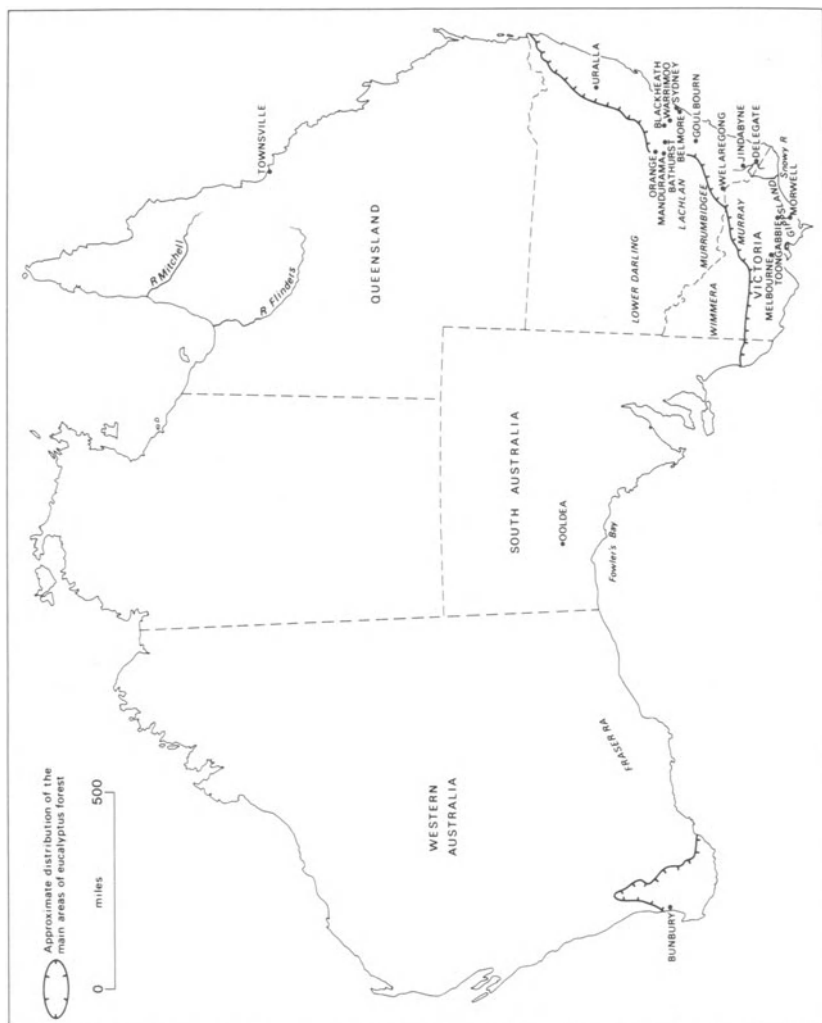 Approximate distribution of the
main areas of eucalyptus forest
0
miles
500
TOWNSVILLE
R Mitchell
R Flinders
QUEENSLAND
WESTERN
AUSTRALIA
SOUTH AUSTRALIA
OOLDEA
Fowler's Bay
FRASER RA
BUNBURY
URALLA
BLACKHEATH
WARRIMOO
SYDNEY
ORANGE
MANDURAMA
BATHURST
BELMORE
LACHLAN
GOULBOURN
LOWER DARLING
MURRUMBIDGEE
WELAREGONG
WIMMERA
MURRAY
JINDABYNE
DELEGATE
VICTORIA
Snowy R
MELBOURNE
TOONGABBIE
GIPPSLAND
MORWELL